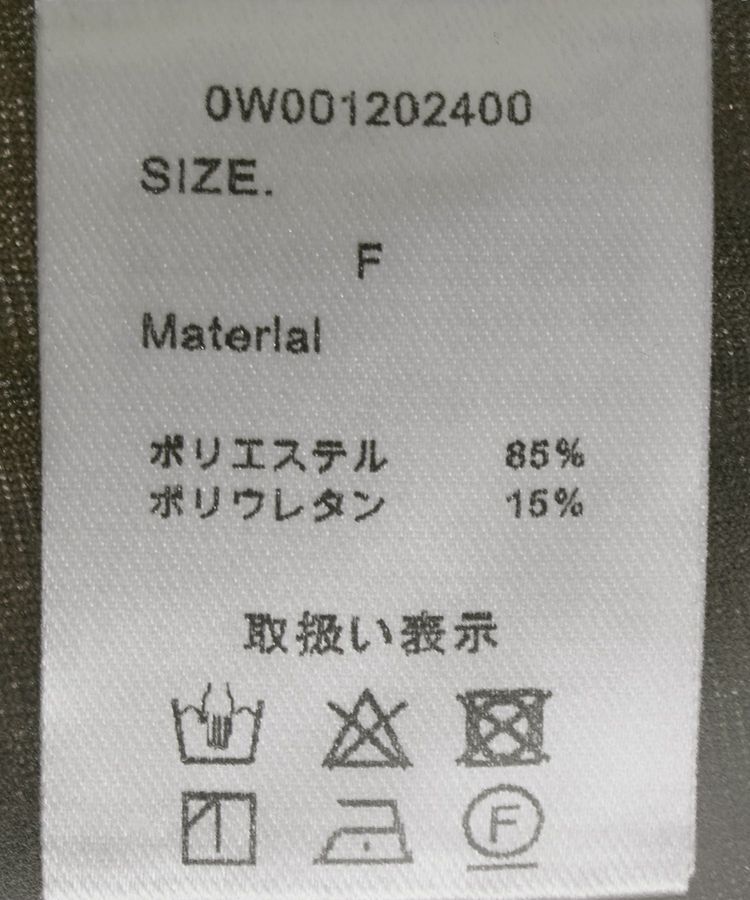 0W001202400
SIZE.
F
Material
ポリエステル 85%
ポリウレタン 15%
取扱い表示
F